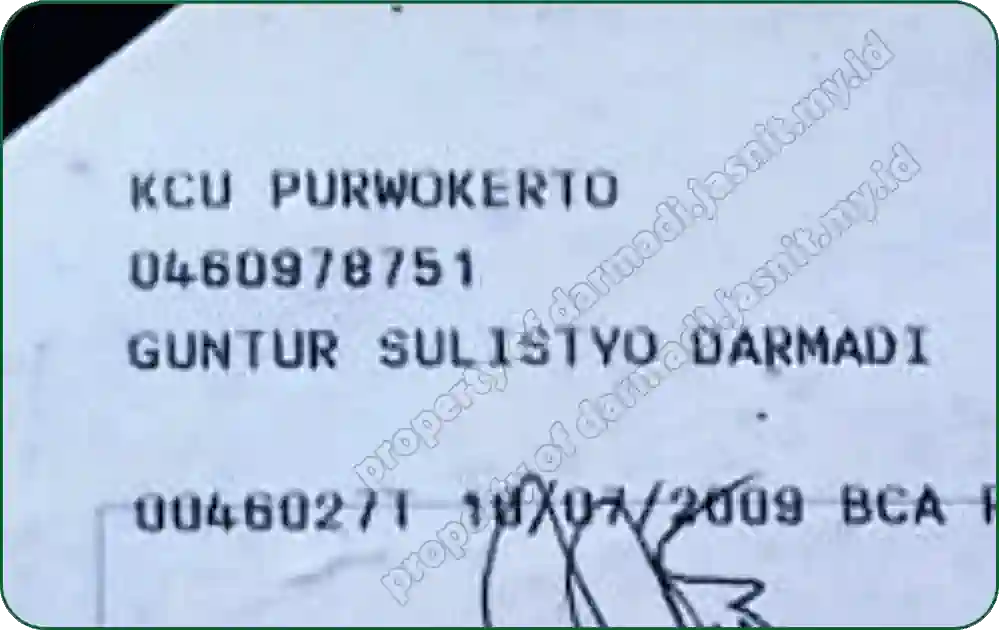 KCU PURWOKERTO
0460978751
GUNTUR SULISTYO DARMADI
00460271 18/07/2009 BCA
property of darmadi.jasnit.my.id
property of darmadi.jasnit.my.id